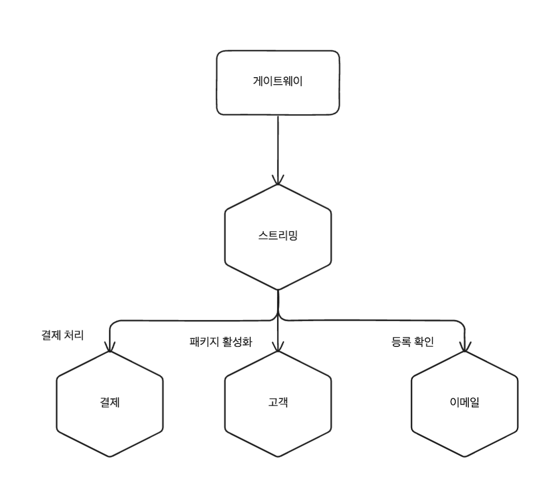 게이트웨이
스트리밍
결제 처리
패키지 활성화
등록 확인
결제
고객
이메일